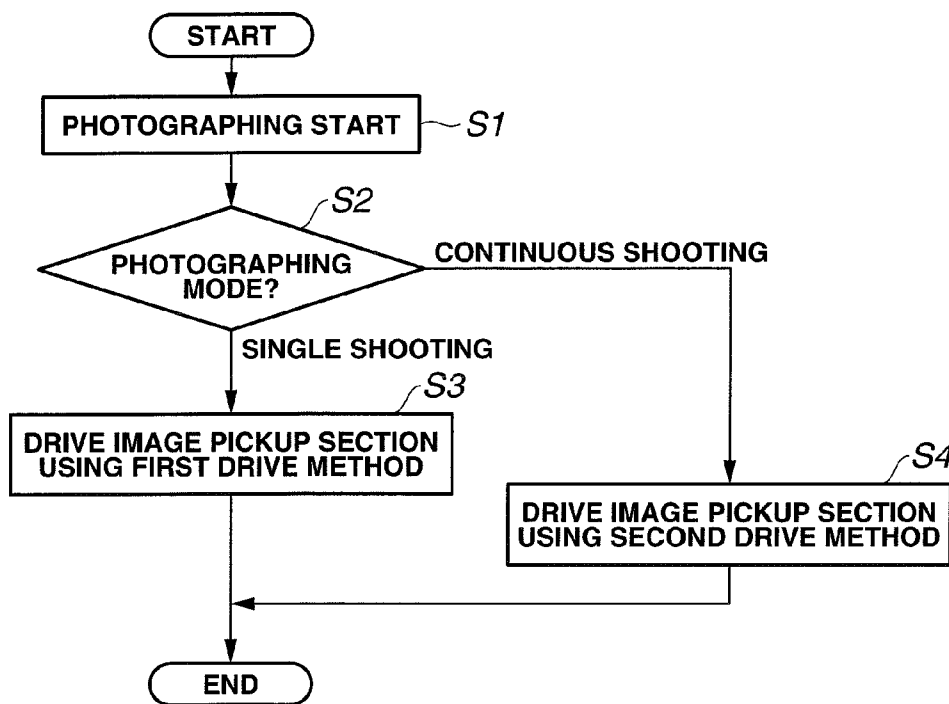 START
PHOTOGRAPHING START
S1
S2
PHOTOGRAPHING
MODE?
CONTINUOUS SHOOTING
SINGLE SHOOTING
S3
DRIVE IMAGE PICKUP SECTION
USING FIRST DRIVE METHOD
S4
DRIVE IMAGE PICKUP SECTION
USING SECOND DRIVE METHOD
END